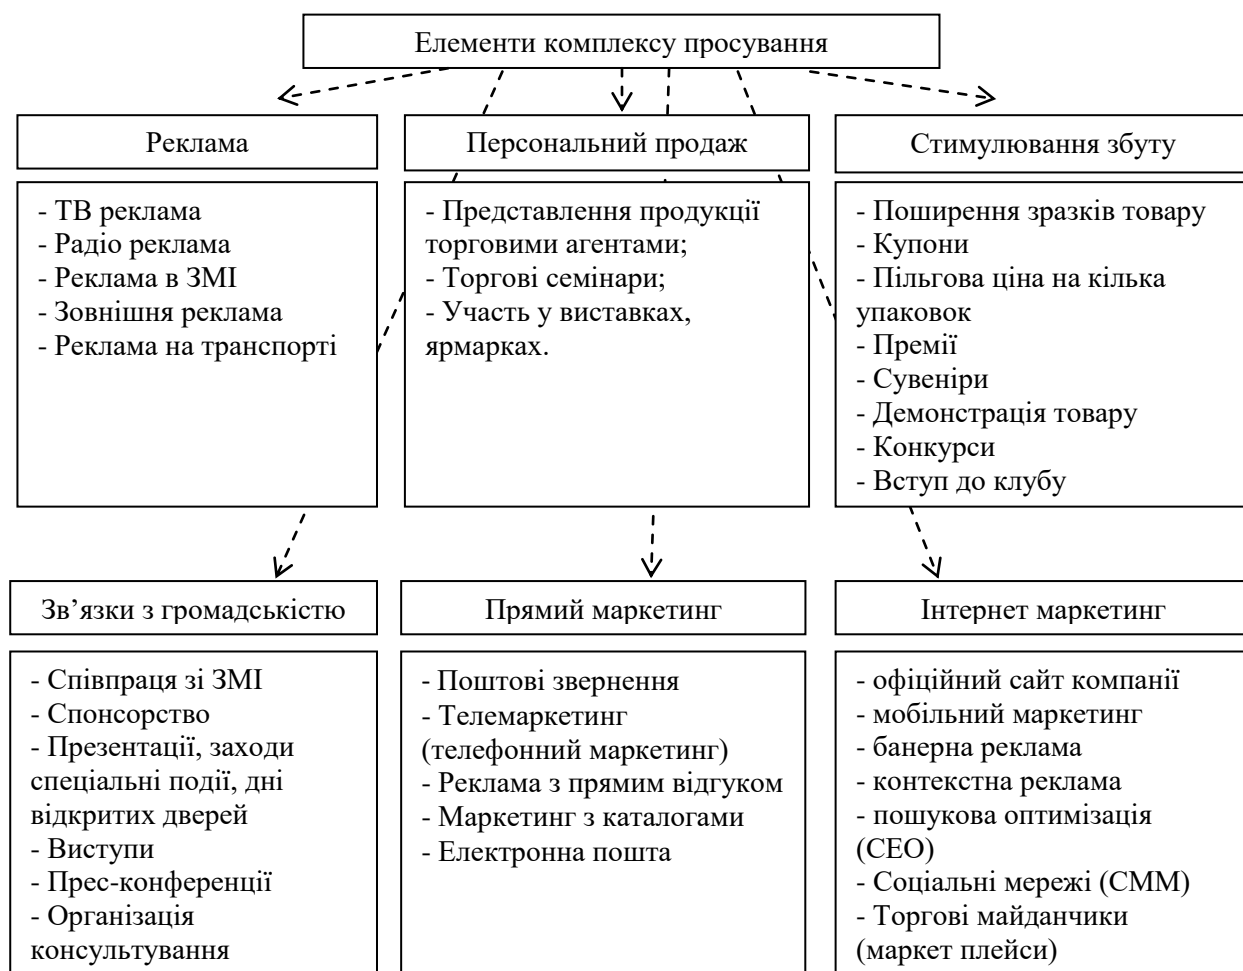 Елементи комплексу просування
Реклама
- ТВ реклама
- Радіо реклама
- Реклама в ЗМІ
- Зовнішня реклама
- Реклама на транспорті
Персональний продаж
- Представлення продукції
торговими агентами;
- Торгові семінари;
- Участь у виставках,
ярмарках.
Стимулювання збуту
- Поширення зразків товару
- Купони
- Пільгова ціна на кілька
упаковок
- Премії
- Сувеніри
- Демонстрація товару
- Конкурси
- Вступ до клубу
Зв’язки з громадськістю
- Співпраця зі ЗМІ
- Спонсорство
- Презентації, заходи
спеціальні події, дні
відкритих дверей
- Виступи
- Прес-конференції
- Організація
консультування
Прямий маркетинг
- Поштові звернення
- Телемаркетинг
(телефонний маркетинг)
- Реклама з прямим відгуком
- Маркетинг з каталогами
- Електронна пошта
Інтернет маркетинг
- офіційний сайт компанії
- мобільний маркетинг
- банерна реклама
- контекстна реклама
- пошукова оптимізація
(СЕО)
- Соціальні мережі (СММ)
- Торгові майданчики
(маркет плейси)